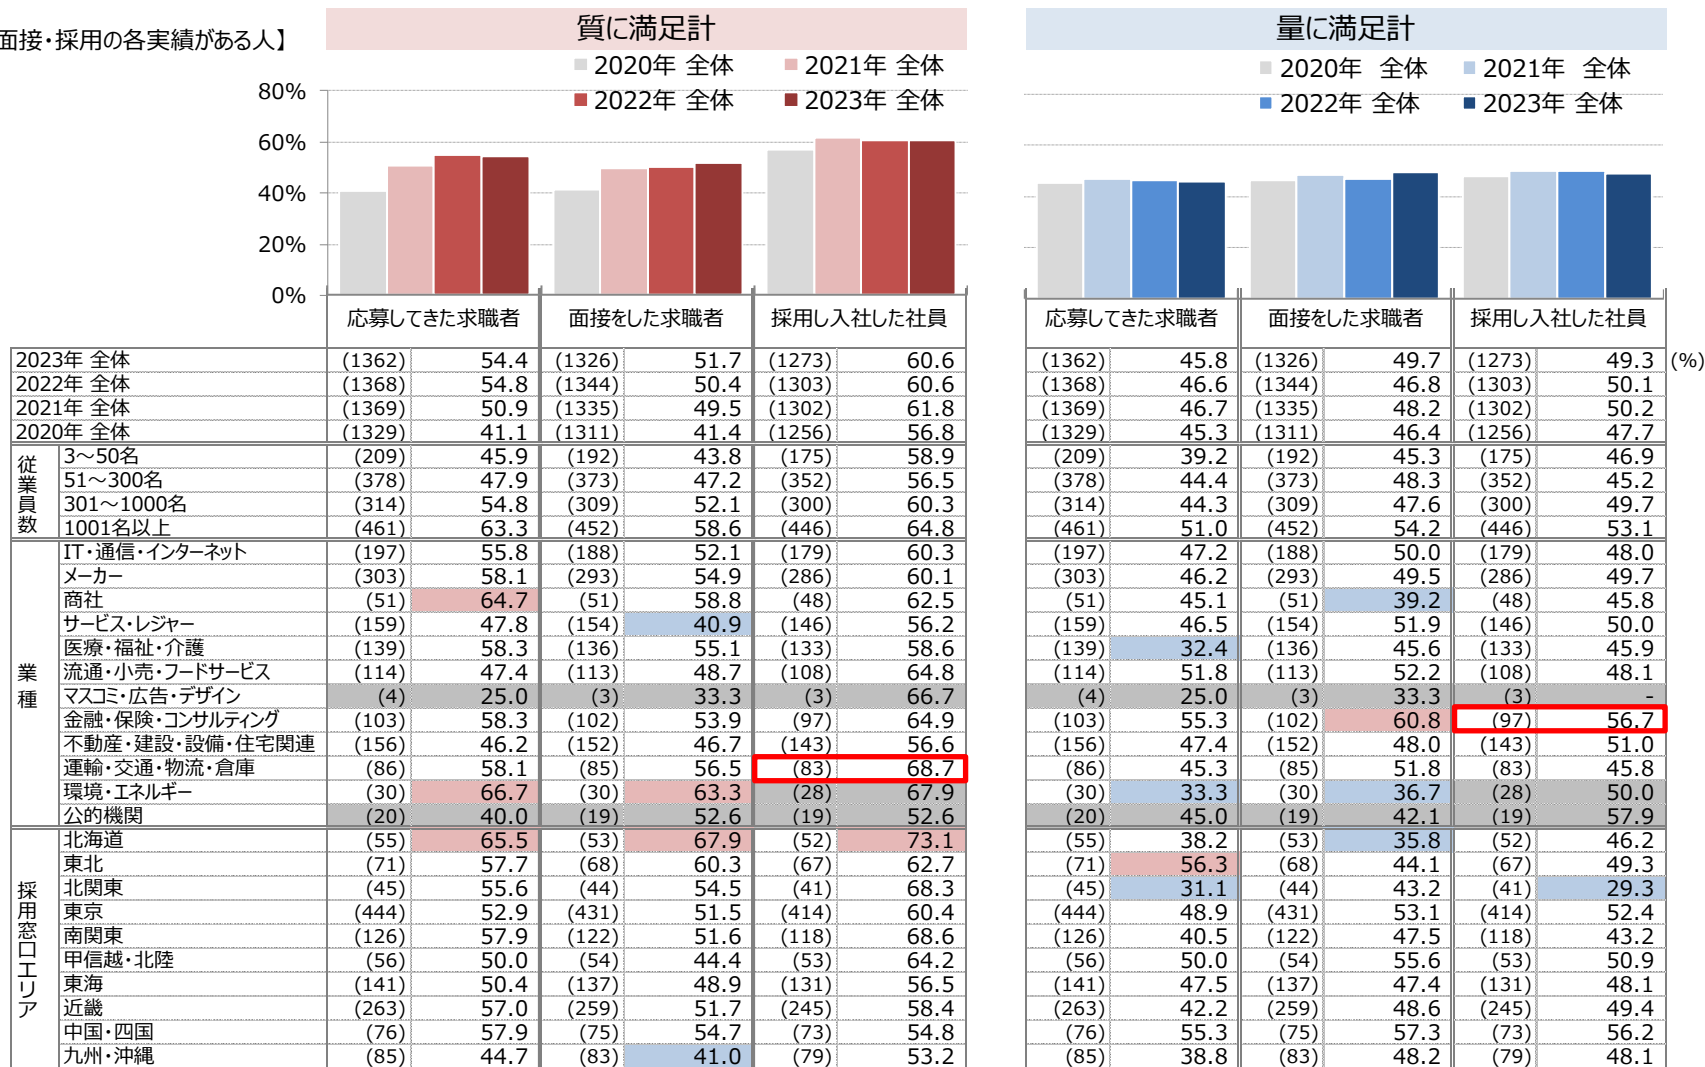 面接・採用の各実績がある人】
質に満足計
量に満足計
2020年 全体 2021年 全体
2022年 全体 2023年 全体
2020年 全体 2021年 全体
2022年 全体 2023年 全体
80%
60%
40%
20%
0%
応募してきた求職者 面接をした求職者 採用し入社した社員 応募してきた求職者 面接をした求職者 採用し入社した社員
2023年 全体 (1362) 54.4 (1326) 51.7 (1273) 60.6 (1362) 45.8 (1326) 49.7 (1273) 49.3 (%)
2022年 全体 (1368) 54.8 (1344) 50.4 (1303) 60.6 (1368) 46.6 (1344) 46.8 (1303) 50.1
2021年 全体 (1369) 50.9 (1335) 49.5 (1302) 61.8 (1369) 46.7 (1335) 48.2 (1302) 50.2
2020年 全体 (1329) 41.1 (1311) 41.4 (1256) 56.8 (1329) 45.3 (1311) 46.4 (1256) 47.7
従業員数
3～50名 (209) 45.9 (192) 43.8 (175) 58.9 (209) 39.2 (192) 45.3 (175) 46.9
51～300名 (378) 47.9 (373) 47.2 (352) 56.5 (378) 44.4 (373) 48.3 (352) 45.2
301～1000名 (314) 54.8 (309) 52.1 (300) 60.3 (314) 44.3 (309) 47.6 (300) 49.7
1001名以上 (461) 63.3 (452) 58.6 (446) 64.8 (461) 51.0 (452) 54.2 (446) 53.1
業種
IT・通信・インターネット (197) 55.8 (188) 52.1 (179) 60.3 (197) 47.2 (188) 50.0 (179) 48.0
メーカー (303) 58.1 (293) 54.9 (286) 60.1 (303) 46.2 (293) 49.5 (286) 49.7
商社 (51) 64.7 (51) 58.8 (48) 62.5 (51) 45.1 (51) 39.2 (48) 45.8
サービス・レジャー (159) 47.8 (154) 40.9 (146) 56.2 (159) 46.5 (154) 51.9 (146) 50.0
医療・福祉・介護 (139) 58.3 (136) 55.1 (133) 58.6 (139) 32.4 (136) 45.6 (133) 45.9
流通・小売・フードサービス (114) 47.4 (113) 48.7 (108) 64.8 (114) 51.8 (113) 52.2 (108) 48.1
マスコミ・広告・デザイン (4) 25.0 (3) 33.3 (3) 66.7 (4) 25.0 (3) 33.3 (3) -
金融・保険・コンサルティング (103) 58.3 (102) 53.9 (97) 64.9 (103) 55.3 (102) 60.8 (97) 56.7
不動産・建設・設備・住宅関連 (156) 46.2 (152) 46.7 (143) 56.6 (156) 47.4 (152) 48.0 (143) 51.0
運輸・交通・物流・倉庫 (86) 58.1 (85) 56.5 (83) 68.7 (86) 45.3 (85) 51.8 (83) 45.8
環境・エネルギー (30) 66.7 (30) 63.3 (28) 67.9 (30) 33.3 (30) 36.7 (28) 50.0
公的機関 (20) 40.0 (19) 52.6 (19) 52.6 (20) 45.0 (19) 42.1 (19) 57.9
採用窓口エリア
北海道 (55) 65.5 (53) 67.9 (52) 73.1 (55) 38.2 (53) 35.8 (52) 46.2
東北 (71) 57.7 (68) 60.3 (67) 62.7 (71) 56.3 (68) 44.1 (67) 49.3
北関東 (45) 55.6 (44) 54.5 (41) 68.3 (45) 31.1 (44) 43.2 (41) 29.3
東京 (444) 52.9 (431) 51.5 (414) 60.4 (444) 48.9 (431) 53.1 (414) 52.4
南関東 (126) 57.9 (122) 51.6 (118) 68.6 (126) 40.5 (122) 47.5 (118) 43.2
甲信越・北陸 (56) 50.0 (54) 44.4 (53) 64.2 (56) 50.0 (54) 55.6 (53) 50.9
東海 (141) 50.4 (137) 48.9 (131) 56.5 (141) 47.5 (137) 47.4 (131) 48.1
近畿 (263) 57.0 (259) 51.7 (245) 58.4 (263) 42.2 (259) 48.6 (245) 49.4
中国・四国 (76) 57.9 (75) 54.7 (73) 54.8 (76) 55.3 (75) 57.3 (73) 56.2
九州・沖縄 (85) 44.7 (83) 41.0 (79) 53.2 (85) 38.8 (83) 48.2 (79) 48.1